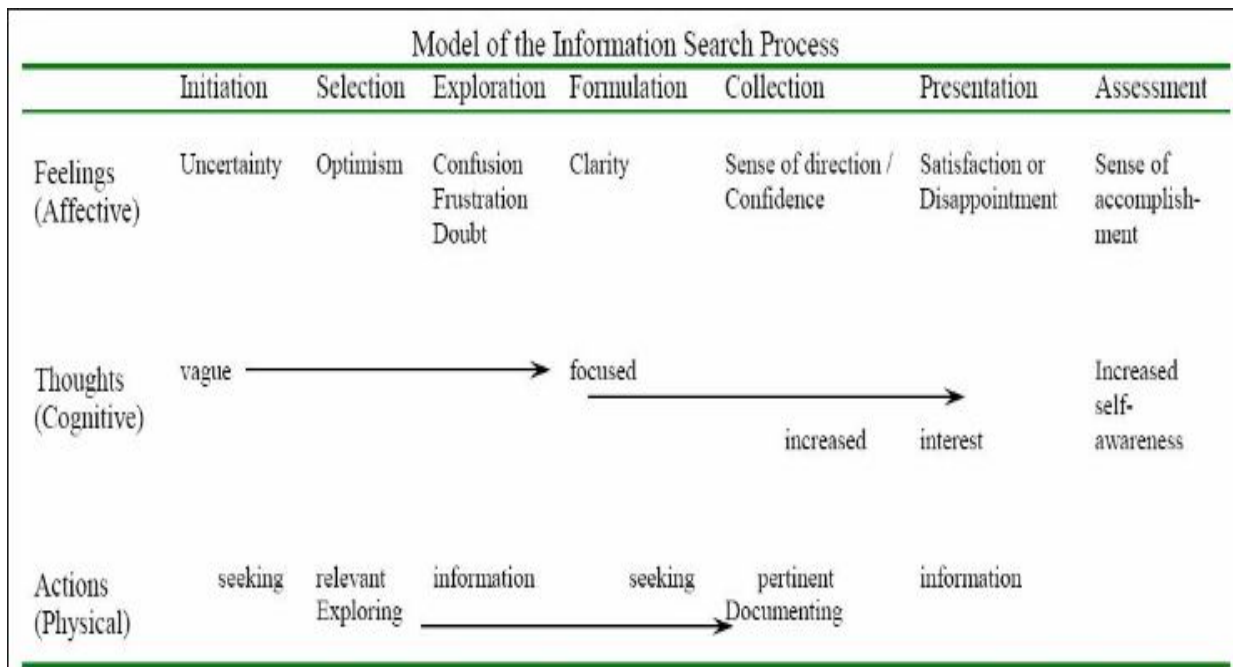 Model of the Information Search Process
Initiation Selection Exploration Formulation Collection Presentation Assessment
Feelings Uncertainty Optimism Confusion Clarity Sense of direction / Satisfaction or Sense of
(Affective) Frustration Confidence Disappointment accomplish-
Doubt ment
Thoughts vague focused Increased
(Cognitive) self-
increased interest awareness
Actions seeking relevant information seeking pertinent information
(Physical) Exploring Documenting